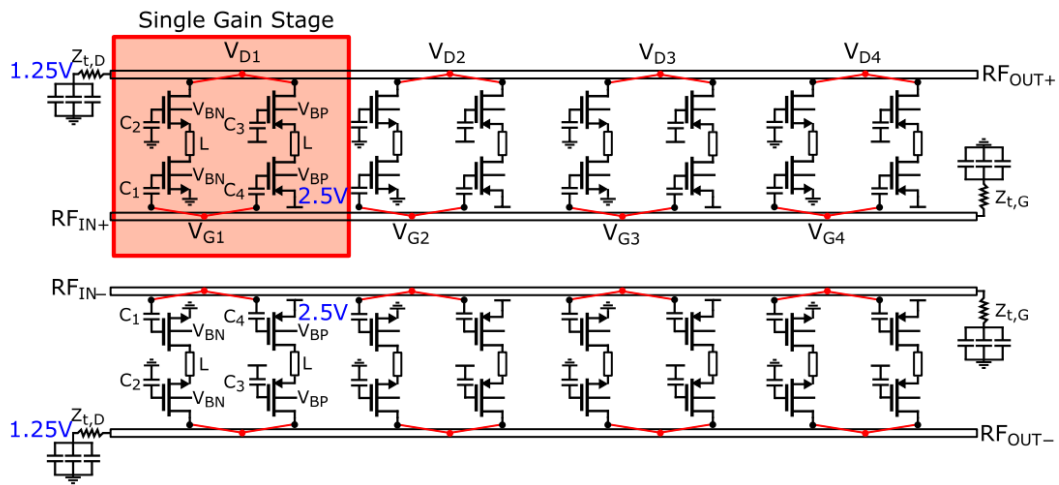 Single Gain Stage
Zt,D VD1 VD2 VD3 VD4
1.25V RFOUT+
VBN VBP
C2 C3
L L
VBN VBP
C1 C4
2.5V Zt,G
RFIN+
VG1 VG2 VG3 VG4
RFIN−
C1 C4 2.5V Zt,G
VBN VBP
L
C2 C3
VBN VBP
Zt,D
1.25V RFOUT−